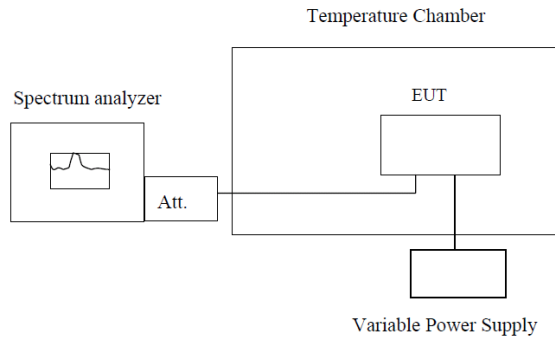 Temperature Chamber
Spectrum analyzer
EUT
Att.
Variable Power Supply